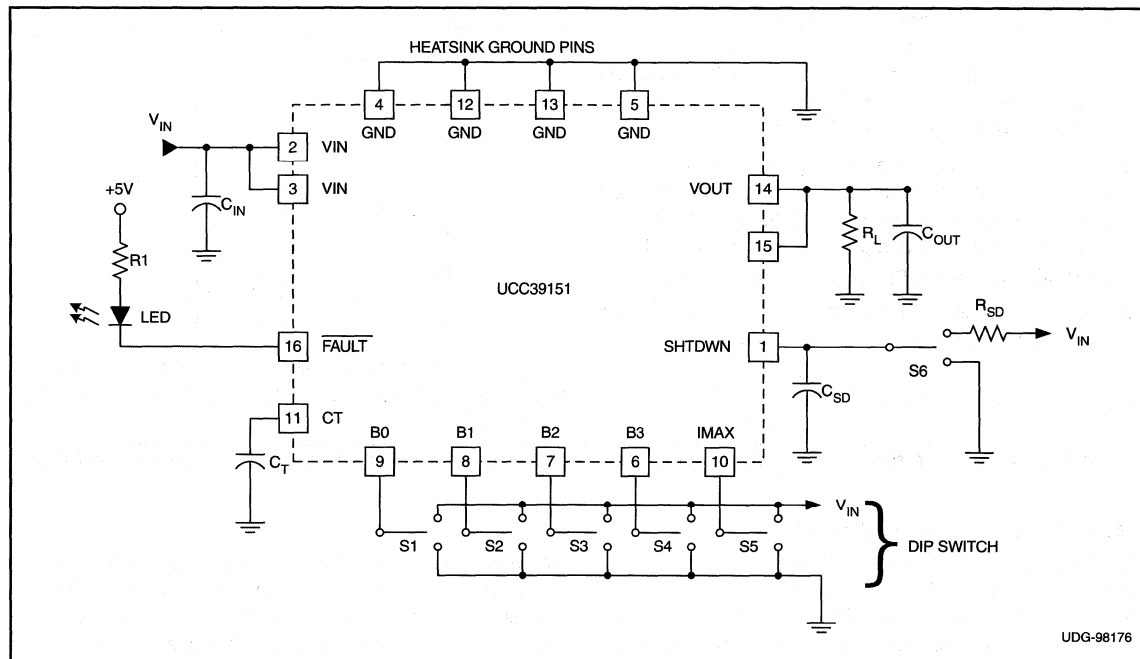 HEATSINK GROUND PINS
4 12 13 5
GND GND GND GND
V_IN
2 VIN
3 VIN
C_IN
+5V
R1
LED
16 FAULT
11 CT
C_T
UCC39151
VOUT 14
15
R_L C_OUT
SHTDWN 1
R_SD V_IN
S6
C_SD
B0 B1 B2 B3 IMAX
9 8 7 6 10
V_IN
S1 S2 S3 S4 S5
DIP SWITCH
UDG-98176